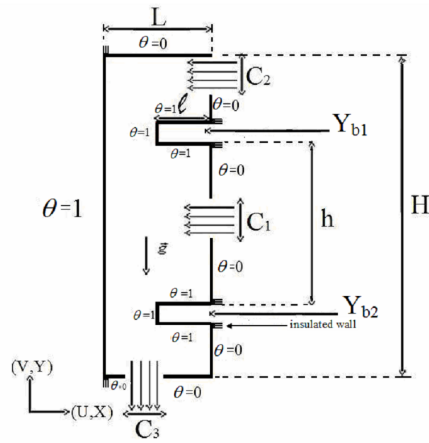 L
θ=0
C2
θ=1 ℓ
θ=0
θ=1
Yb1
θ=1
θ=0
θ=1
C1
h
H
g
θ=0
θ=1
θ=1
Yb2
θ=1
insulated wall
θ=0
(V,Y)
θ=0
θ=0
(U,X)
C3